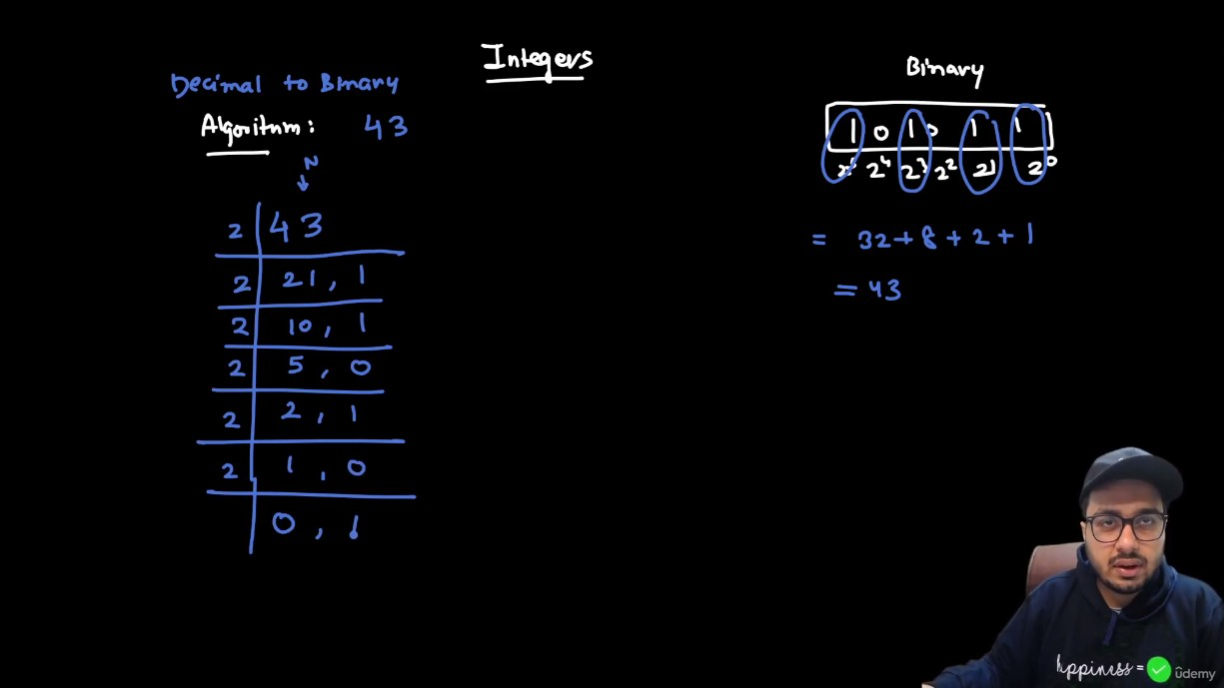 Integers
Decimal to Binary
Algoritnm: 43
N
2 43
2 21, 1
2 10, 1
2 5, 0
2 2, 1
2 1, 0
0, 1
Binary
1 0 1 0 1 1
2⁵ 2⁴ 2³ 2² 2¹ 2⁰
= 32+8+2+1
= 43
happiness =
ûdemy